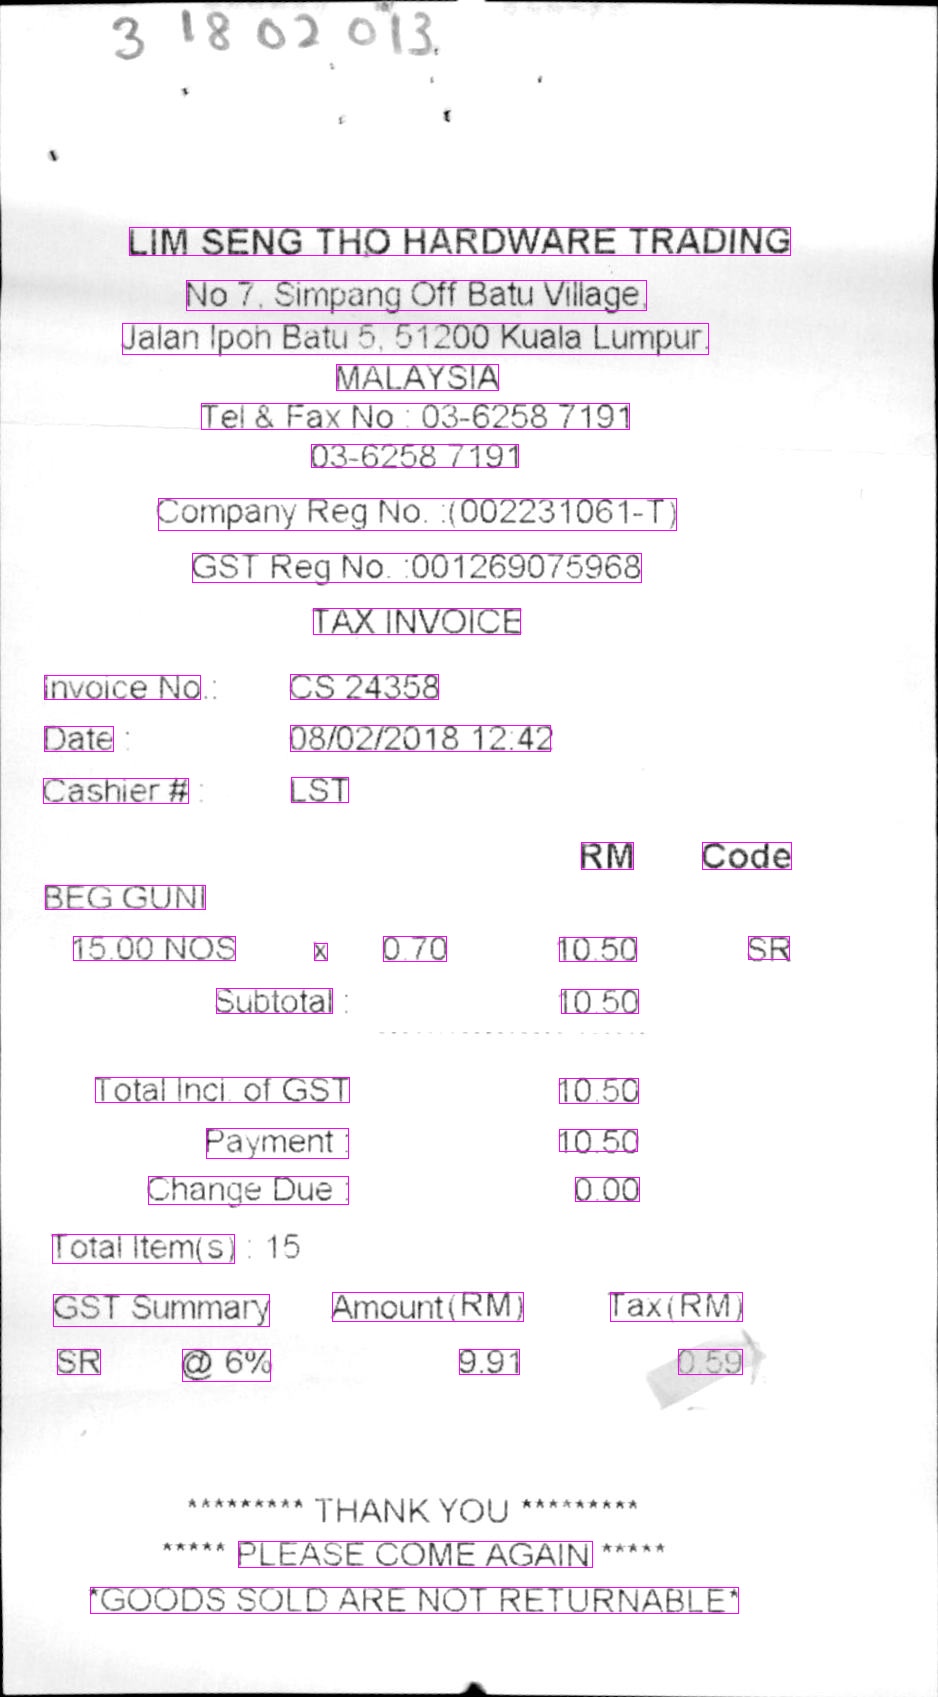 3 1802013
LIM SENG THO HARDWARE TRADING
No 7, Simpang Off Batu Village,
Jalan Ipoh Batu 5, 51200 Kuala Lumpur.
MALAYSIA
Tel & Fax No : 03-6258 7191
03-6258 7191
Company Reg No. :(002231061-T)
GST Reg No. :001269075968
TAX INVOICE
Invoice No.: CS 24358
Date : 08/02/2018 12:42
Cashier # : LST
RM Code
BEG GUNI
15.00 NOS x 0.70 10.50 SR
Subtotal : 10.50
Total Incl. of GST 10.50
Payment : 10.50
Change Due : 0.00
Total Item(s) : 15
GST Summary Amount(RM) Tax(RM)
SR @ 6% 9.91 0.59
********* THANK YOU *********
***** PLEASE COME AGAIN *****
*GOODS SOLD ARE NOT RETURNABLE*